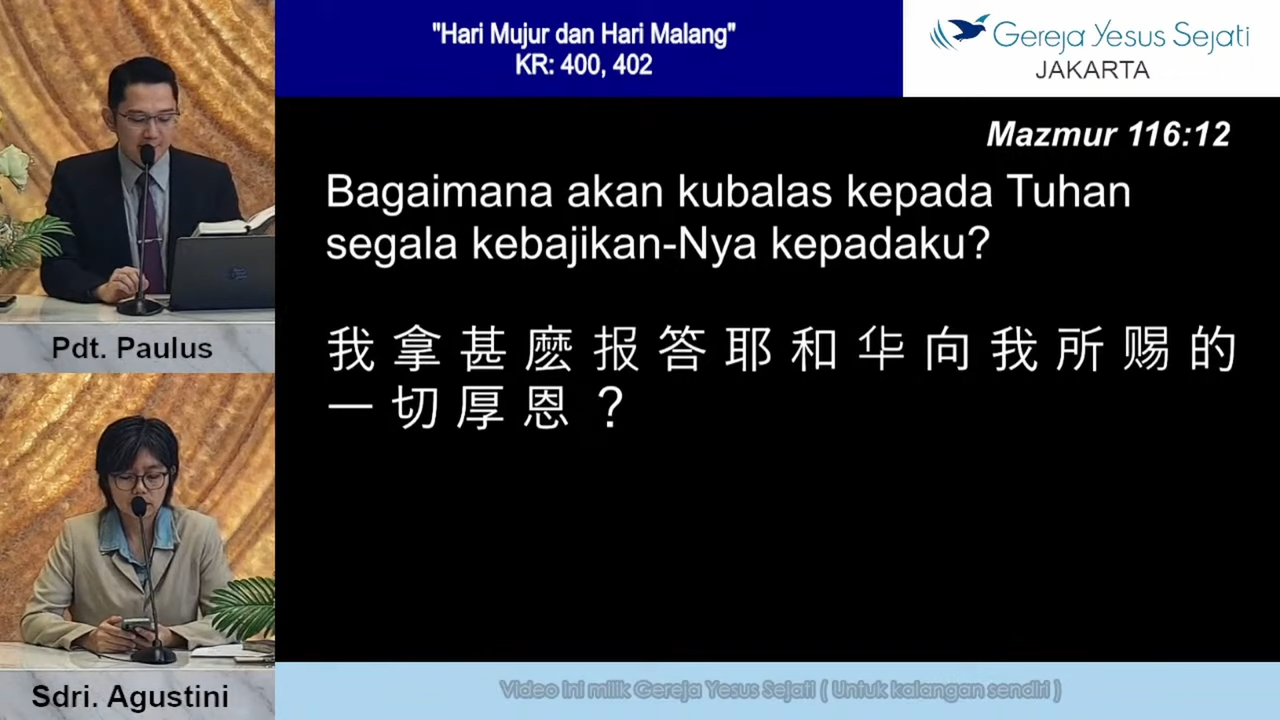 "Hari Mujur dan Hari Malang"
KR: 400, 402
Gereja Yesus Sejati
JAKARTA
Mazmur 116:12
Bagaimana akan kubalas kepada Tuhan
segala kebajikan-Nya kepadaku?
我拿甚麽报答耶和华向我所赐的
一切厚恩？
Pdt. Paulus
Sdri. Agustini
Video ini milik Gereja Yesus Sejati ( Untuk kalangan sendiri )